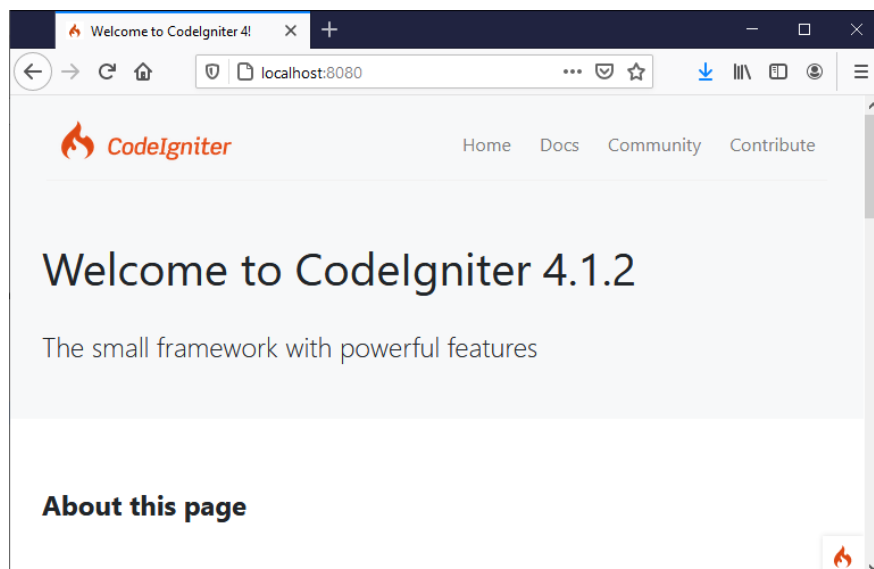 Welcome to CodeIgniter 4!
localhost:8080
CodeIgniter Home Docs Community Contribute
Welcome to CodeIgniter 4.1.2
The small framework with powerful features
About this page